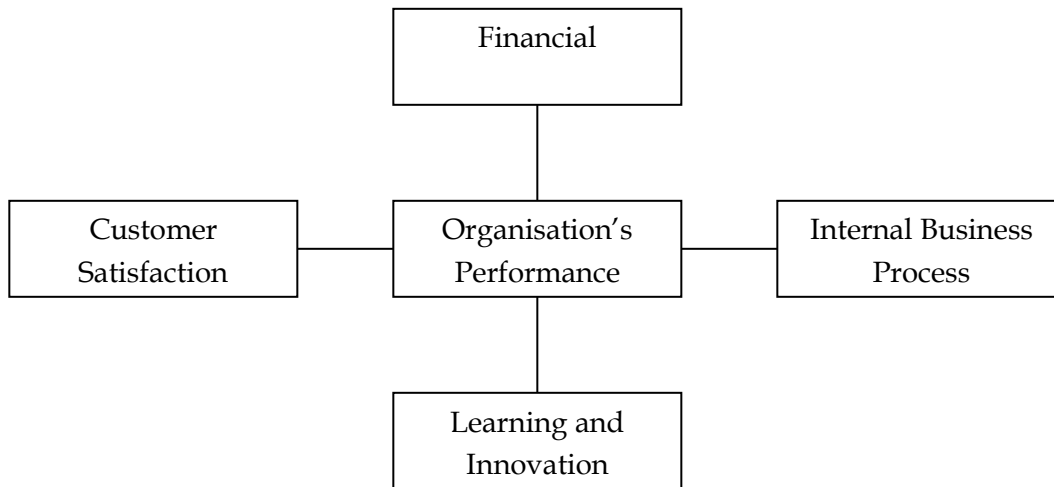 Financial
Customer
Satisfaction
Organisation’s
Performance
Internal Business
Process
Learning and
Innovation